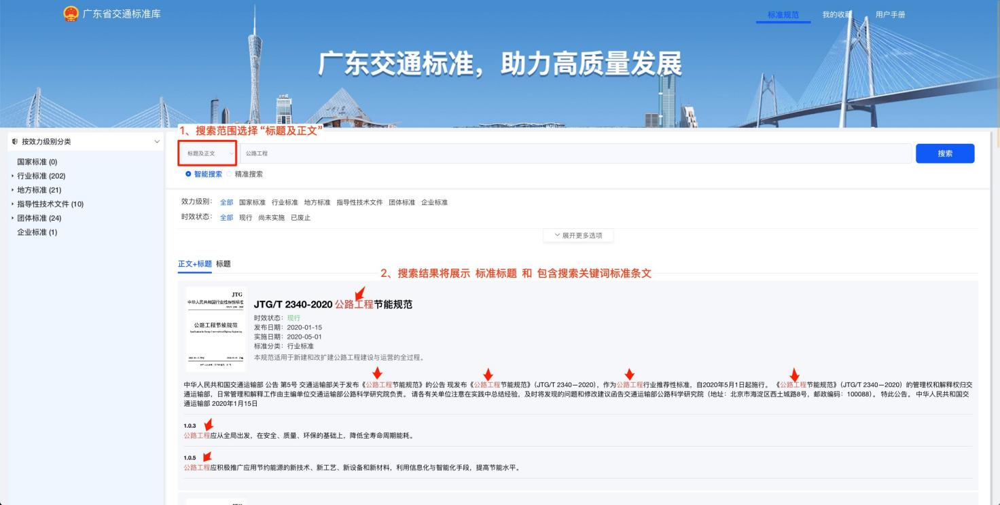 广东省交通标准库
标准规范 我的收藏 用户手册
广东交通标准，助力高质量发展
1、搜索范围选择“标题及正文”
按效力级别分类
国家标准 (0)
行业标准 (202)
地方标准 (21)
指导性技术文件 (10)
团体标准 (24)
企业标准 (1)
标题及正文 公路工程 搜索
智能搜索 精准搜索
效力级别： 全部 国家标准 行业标准 地方标准 指导性技术文件 团体标准 企业标准
时效状态： 全部 现行 尚未实施 已废止
展开更多选项
正文+标题 标题
2、搜索结果将展示 标准标题 和 包含搜索关键词标准条文
JTG
中华人民共和国行业推荐性标准
公路工程节能规范
JTG/T 2340-2020 公路工程节能规范
时效状态：现行
发布日期：2020-01-15
实施日期：2020-05-01
标准分类：行业标准
本规范适用于新建和改扩建公路工程建设与运营的全过程。
中华人民共和国交通运输部 公告 第5号 交通运输部关于发布《公路工程节能规范》的公告 现发布《公路工程节能规范》（JTG/T 2340—2020），作为公路工程行业推荐性标准，自2020年5月1日起施行。 《公路工程节能规范》（JTG/T 2340—2020）的管理权和解释权归交
通运输部，日常管理和解释工作由主编单位交通运输部公路科学研究院负责。 请各有关单位注意在实践中总结经验，及时将发现的问题和修改建议函告交通运输部公路科学研究院（地址：北京市海淀区西土城路8号，邮政编码：100088）。 特此公告。 中华人民共和国交
通运输部 2020年1月15日
1.0.3
公路工程应从全局出发，在安全、质量、环保的基础上，降低全寿命周期能耗。
1.0.5
公路工程应积极推广应用节约能源的新技术、新工艺、新设备和新材料，利用信息化与智能化手段，提高节能水平。